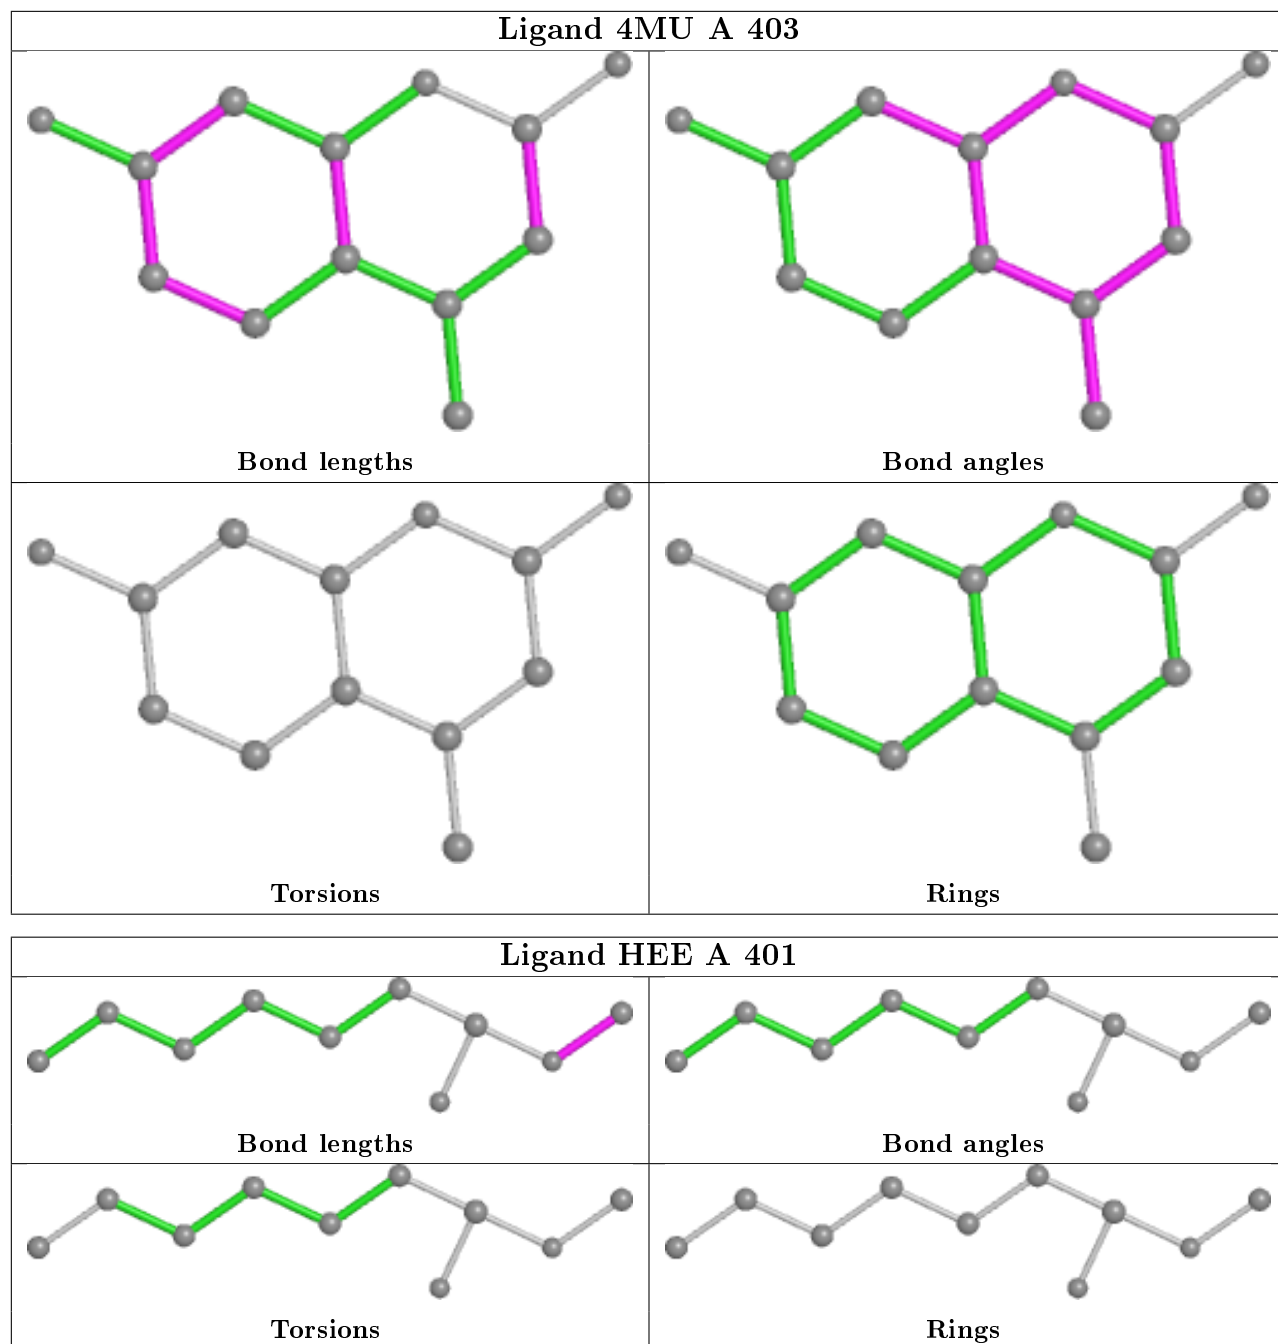 Ligand 4MU A 403
Bond lengths
Bond angles
Torsions
Rings
Ligand HEE A 401
Bond lengths
Bond angles
Torsions
Rings